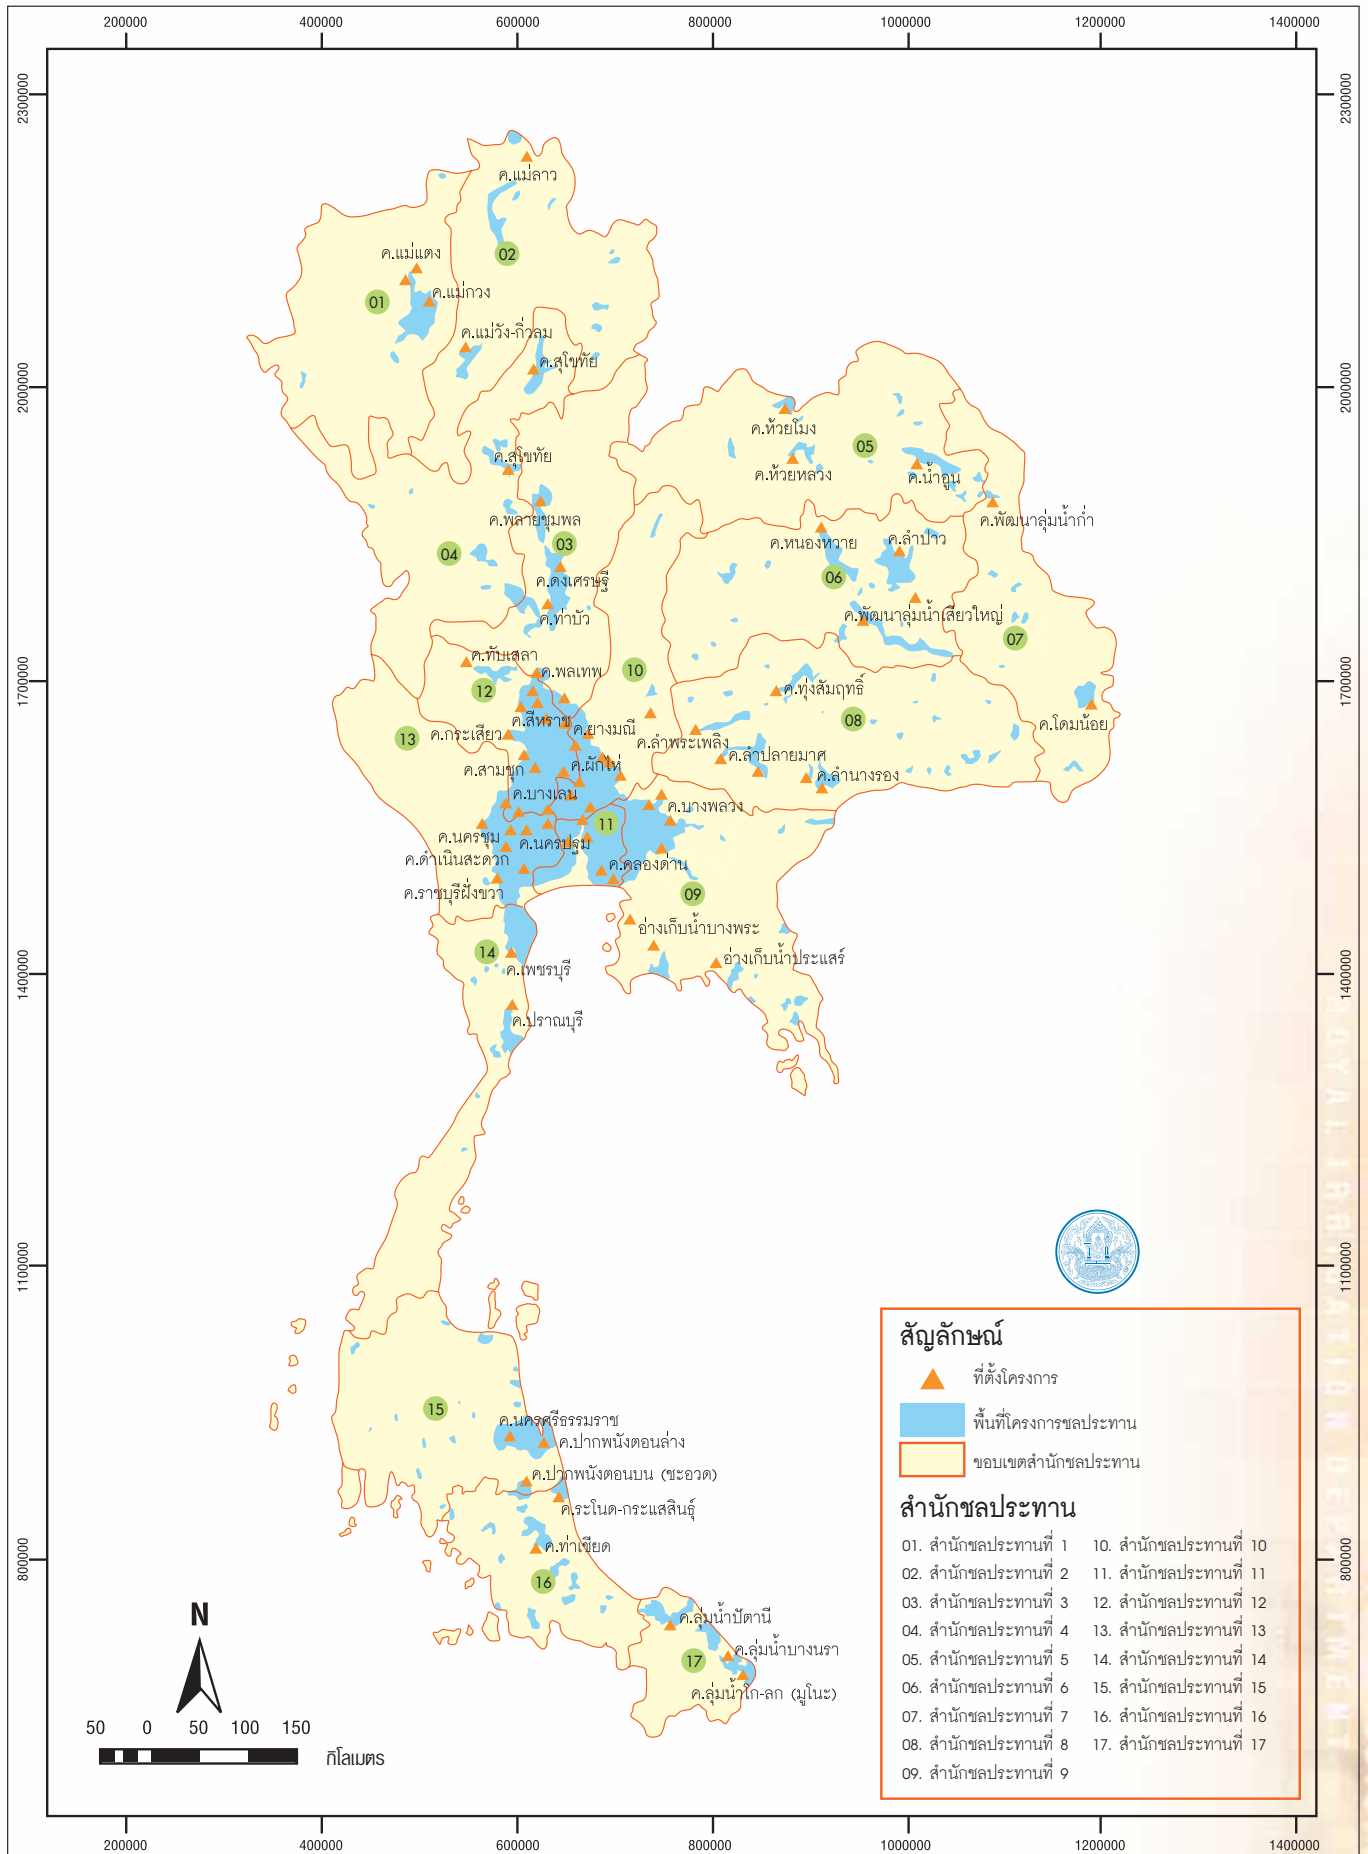 200000 400000 600000 800000 1000000 1200000 1400000
2300000 2300000
ค.แม่ลาว
02
ค.แม่แตง
01
ค.แม่กวง
ค.แม่วัง-กิ่วลม
ค.สุโขทัย
2000000 2000000
ค.ห้วยโมง
05
ค.สุโขทัย
ค.ห้วยหลวง
ค.น้ำอูน
ค.พลายชุมพล
ค.พัฒนาลุ่มน้ำก่ำ
03
ค.หนองหวาย
ค.ลำปาว
04
ค.ดงเศรษฐี
06
ค.ท่าบัว
ค.พัฒนาลุ่มน้ำเสียวใหญ่
07
ค.ทับเสลา
ค.พลเทพ
10
1700000 1700000
12
ค.ทุ่งสัมฤทธิ์
ค.สีหราช
08
ค.โดมน้อย
13
ค.กระเสียว
ค.ยางมณี
ค.ลำพระเพลิง
ค.สามชุก
ค.ผักไห่
ค.ลำปลายมาศ
ค.ลำนางรอง
ค.บางเลน
ค.บางพลวง
11
ค.นครชุม
ค.นครปฐม
ค.ดำเนินสะดวก
ค.คลองด่าน
ค.ราชบุรีฝั่งขวา
09
อ่างเก็บน้ำบางพระ
14
อ่างเก็บน้ำประแสร์
ค.เพชรบุรี
1400000 1400000
ค.ปราณบุรี
1100000 1100000
15
ค.นครศรีธรรมราช
ค.ปากพนังตอนล่าง
ค.ปากพนังตอนบน (ชะอวด)
ค.ระโนด-กระแสสินธุ์
ค.ท่าเชียด
800000 800000
16
ค.ลุ่มน้ำปัตานี
ค.ลุ่มน้ำบางนรา
17
ค.ลุ่มน้ำโก-ลก (มูโนะ)
สัญลักษณ์
ที่ตั้งโครงการ
พื้นที่โครงการชลประทาน
ขอบเขตสำนักชลประทาน
สำนักชลประทาน
01. สำนักชลประทานที่ 1 10. สำนักชลประทานที่ 10
02. สำนักชลประทานที่ 2 11. สำนักชลประทานที่ 11
03. สำนักชลประทานที่ 3 12. สำนักชลประทานที่ 12
04. สำนักชลประทานที่ 4 13. สำนักชลประทานที่ 13
05. สำนักชลประทานที่ 5 14. สำนักชลประทานที่ 14
06. สำนักชลประทานที่ 6 15. สำนักชลประทานที่ 15
07. สำนักชลประทานที่ 7 16. สำนักชลประทานที่ 16
08. สำนักชลประทานที่ 8 17. สำนักชลประทานที่ 17
09. สำนักชลประทานที่ 9
N
50 0 50 100 150
กิโลเมตร
200000 400000 600000 800000 1000000 1200000 1400000
ROYAL IRRIGATION DEPARTMENT